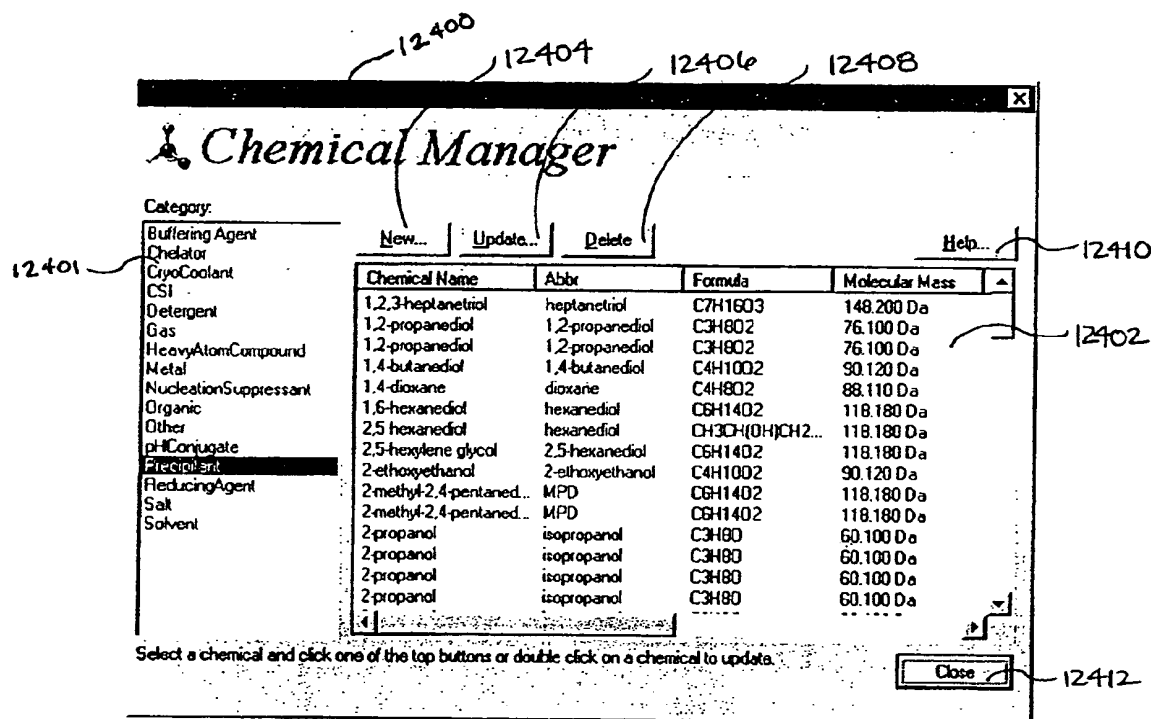 12400
12404
12406
12408
Chemical Manager
Category:
Buffering Agent
Chelator
CryoCoolant
CSI
Detergent
Gas
HeavyAtomCompound
Metal
NucleationSuppressant
Organic
Other
pHConjugate
Precipitant
ReducingAgent
Salt
Solvent
12401
New... Update... Delete Help...
12410
Chemical Name Abbr Formula Molecular Mass
1,2,3-heptanetriol heptanetriol C7H16O3 148.200 Da
1,2-propanediol 1,2-propanediol C3H8O2 76.100 Da
1,2-propanediol 1,2-propanediol C3H8O2 76.100 Da
1,4-butanediol 1,4-butanediol C4H10O2 90.120 Da
1,4-dioxane dioxane C4H8O2 88.110 Da
1,6-hexanediol hexanediol C6H14O2 118.180 Da
2,5 hexanediol hexanediol CH3CH(OH)CH2... 118.180 Da
2,5-hexylene glycol 2,5-hexanediol C6H14O2 118.180 Da
2-ethoxyethanol 2-ethoxyethanol C4H10O2 90.120 Da
2-methyl-2,4-pentaned... MPD C6H14O2 118.180 Da
2-methyl-2,4-pentaned... MPD C6H14O2 118.180 Da
2-propanol isopropanol C3H8O 60.100 Da
2-propanol isopropanol C3H8O 60.100 Da
2-propanol isopropanol C3H8O 60.100 Da
2-propanol isopropanol C3H8O 60.100 Da
12402
Select a chemical and click one of the top buttons or double click on a chemical to update.
Close
12412